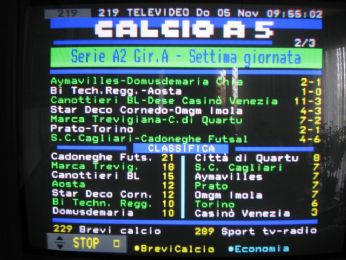 219 219 TELEVIDEO Do 05 Nov 09:55:02
CALCIO A 5
2/3
Serie A2 Gir.A - Settima giornata
Aymavilles-Domusdemaria 2-1
Bi Tech.Regg.-Aosta 1-0
Canottieri BL-Dese Casinò Venezia 11-3
Star Deco Cornedo-Omgm Imola 4-3
Marca Trevigiana-C.di Quartu 7-2
Prato-Torino 2-1
S.C.Cagliari-Cadoneghe Futsal 4-6
CLASSIFICA
Cadoneghe Futs. 21 Città di Quartu 8
Marca Trevig. 18 S.C. Cagliari 7
Canottieri BL 15 Aymavilles 7
Aosta 12 Prato 7
Star Deco Corn. 12 Omgm Imola 7
Bi Techn. Regg. 10 Torino 6
Domusdemaria 10 Casinò Venezia 3
229 Brevi calcio 289 Sport tv-radio
STOP BreviCalcio Economia